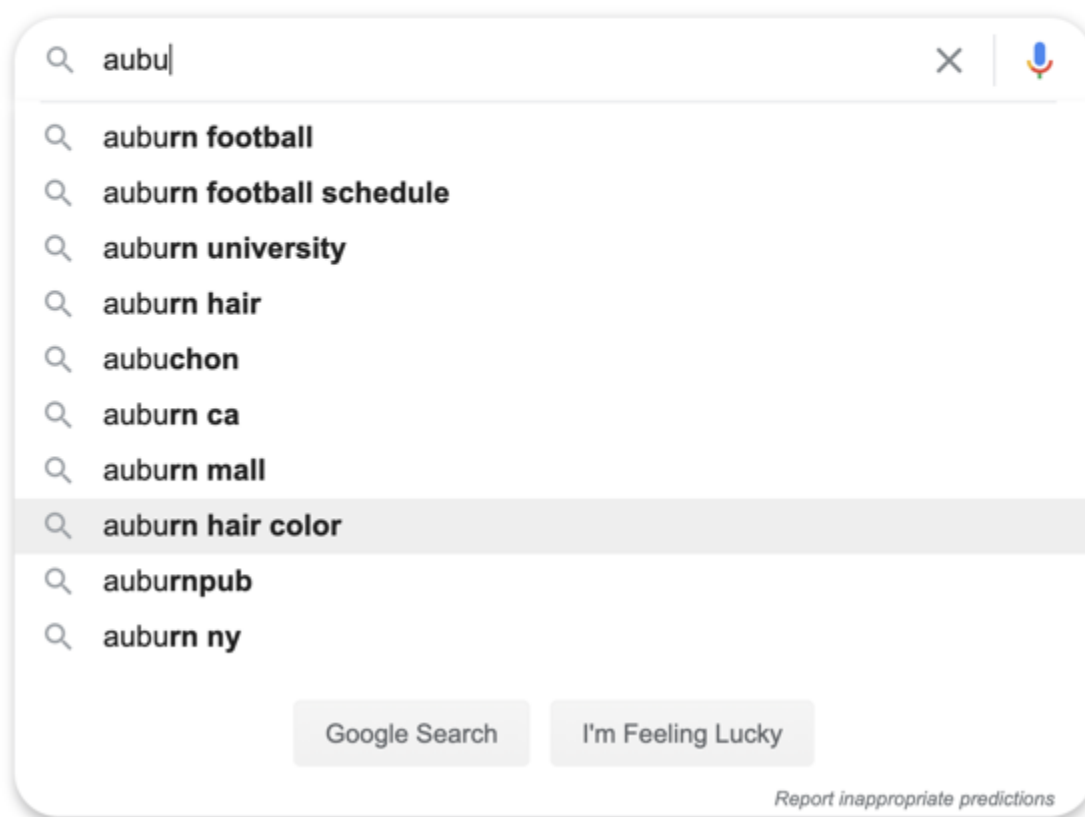 aubu
auburn football
auburn football schedule
auburn university
auburn hair
aubuchon
auburn ca
auburn mall
auburn hair color
auburnpub
auburn ny
Google Search I'm Feeling Lucky
Report inappropriate predictions